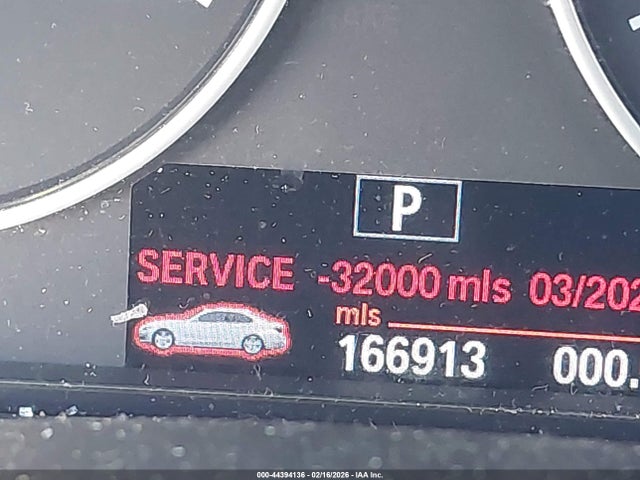 P
SERVICE -32000 mls 03/202
mls
166913 000.
000-44394136 - 02/16/2026 - IAA Inc.